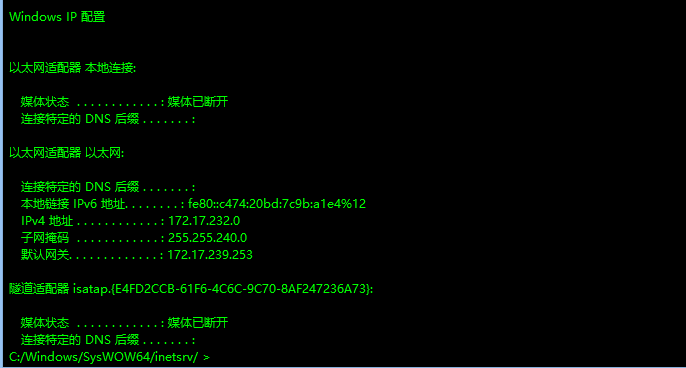 Windows IP 配置
以太网适配器 本地连接:
媒体状态 . . . . . . . . . . . . : 媒体已断开
连接特定的 DNS 后缀 . . . . . . . :
以太网适配器 以太网:
连接特定的 DNS 后缀 . . . . . . . :
本地链接 IPv6 地址. . . . . . . . : fe80::c474:20bd:7c9b:a1e4%12
IPv4 地址 . . . . . . . . . . . . : 172.17.232.0
子网掩码 . . . . . . . . . . . . : 255.255.240.0
默认网关. . . . . . . . . . . . . : 172.17.239.253
隧道适配器 isatap.{E4FD2CCB-61F6-4C6C-9C70-8AF247236A73}:
媒体状态 . . . . . . . . . . . . : 媒体已断开
连接特定的 DNS 后缀 . . . . . . . :
C:/Windows/SysWOW64/inetsrv/ >